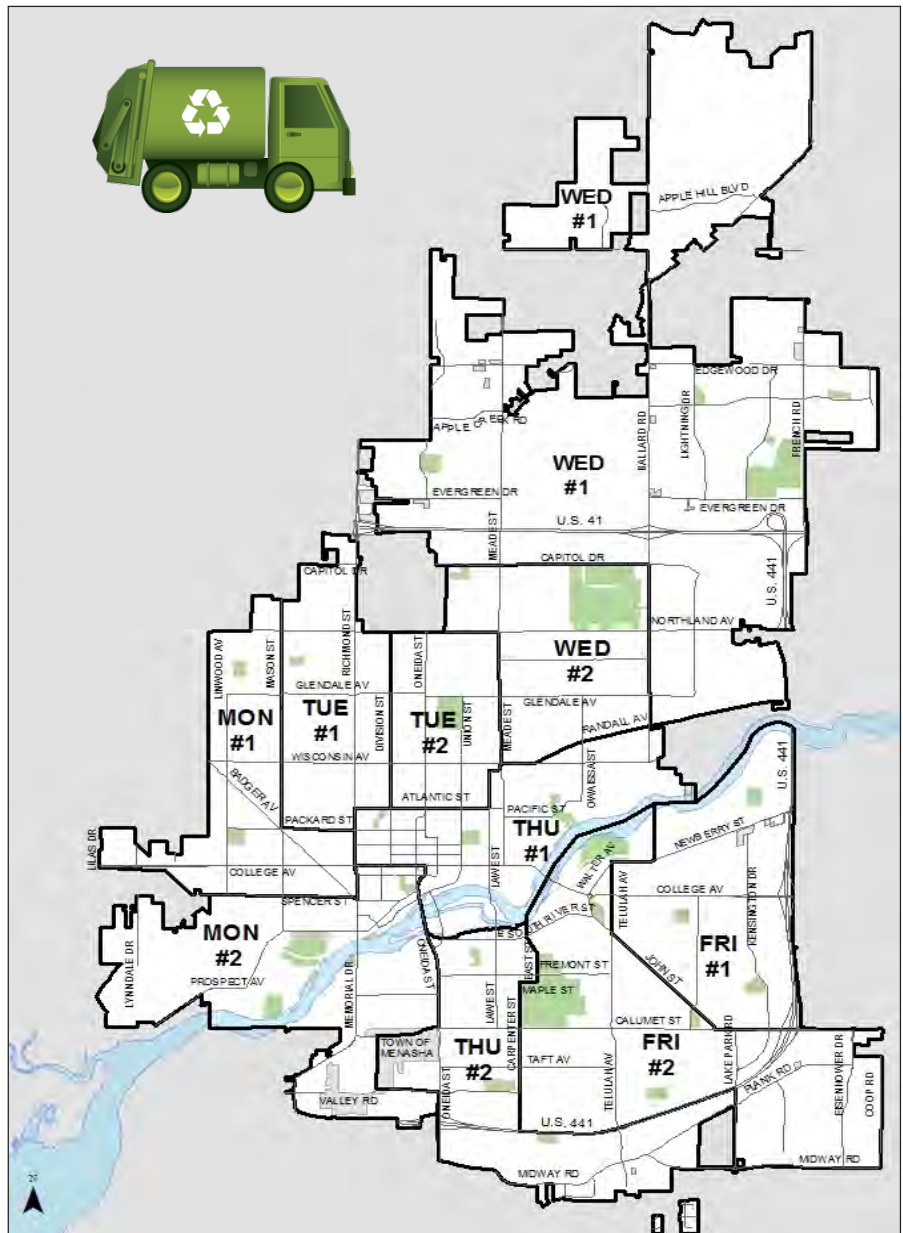 WED
#1
APPLE HILL BLVD
EDGEWOOD DR
LIGHTNING DR
FRENCH RD
BALLARD RD
APPLE CREEK RD
WED
#1
EVERGREEN DR
EVERGREEN DR
MEADE ST
U.S. 41
CAPITOL DR
CAPITOL DR
U.S. 441
RICHMOND ST
NORTHLAND AV
LINWOOD AV
MASON ST
ONEIDA ST
WED
#2
GLENDALE AV
GLENDALE AV
MON
#1
TUE
#1
DIVISION ST
TUE
#2
UNION ST
MEADE ST
RANDALL AV
WISCONSIN AV
U.S. 441
BADGER AV
OWAISSA ST
ATLANTIC ST
PACIFIC ST
PACKARD ST
THU
#1
NEWBERRY ST
LILAS DR
WALTER AV
LAWE ST
COLLEGE AV
COLLEGE AV
TELULAH AV
KENSINGTON DR
SPENCER ST
E SOUTH RIVER ST
MON
#2
FRI
#1
LYNNDALE DR
ONEIDA ST
EAST ST
JOHN ST
FREMONT ST
PROSPECT AV
MAPLE ST
MEMORIAL DR
LAWE ST
CARPENTER ST
CALUMET ST
TOWN OF
MENASHA
THU
#2
FRI
#2
LAKE PARK RD
EISENHOWER DR
TAFT AV
PLANK RD
COOP RD
VALLEY RD
ONEIDA ST
TELULAH AV
U.S. 441
MIDWAY RD
MIDWAY RD